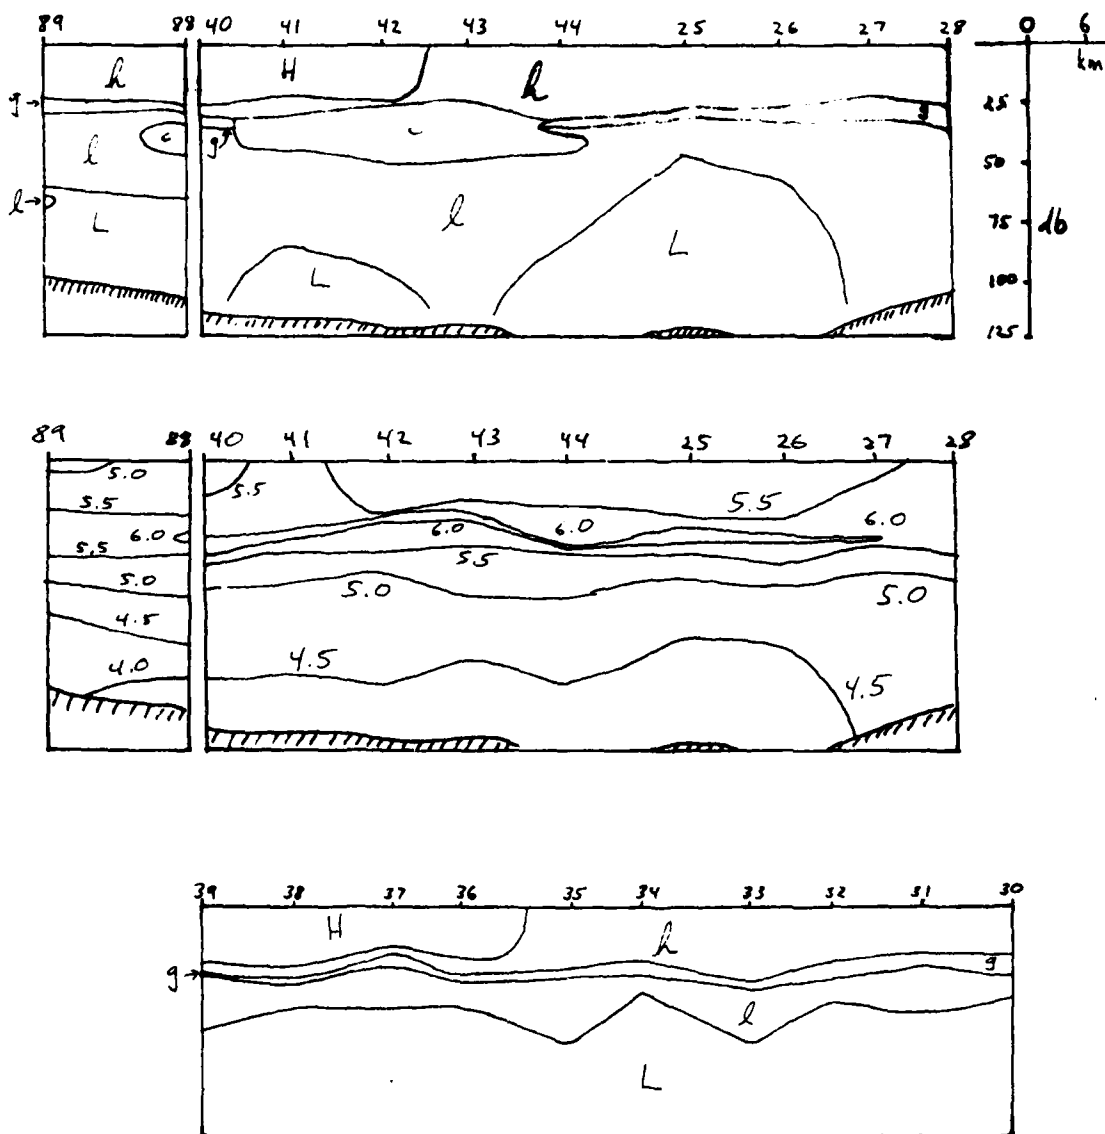 89 88 40 41 42 43 44 25 26 27 28 0 6
km
h H h
g 25 g
l c g c 50
l L l L 75 db
L 100
125
89 88 40 41 42 43 44 25 26 27 28
5.0 5.5 5.5
5.5 6.0 6.0 6.0 6.0
5.5 5.5
5.0 5.0 5.0
4.5
4.0 4.5 4.5
39 38 37 36 35 34 33 32 31 30
H h
g g
l
L